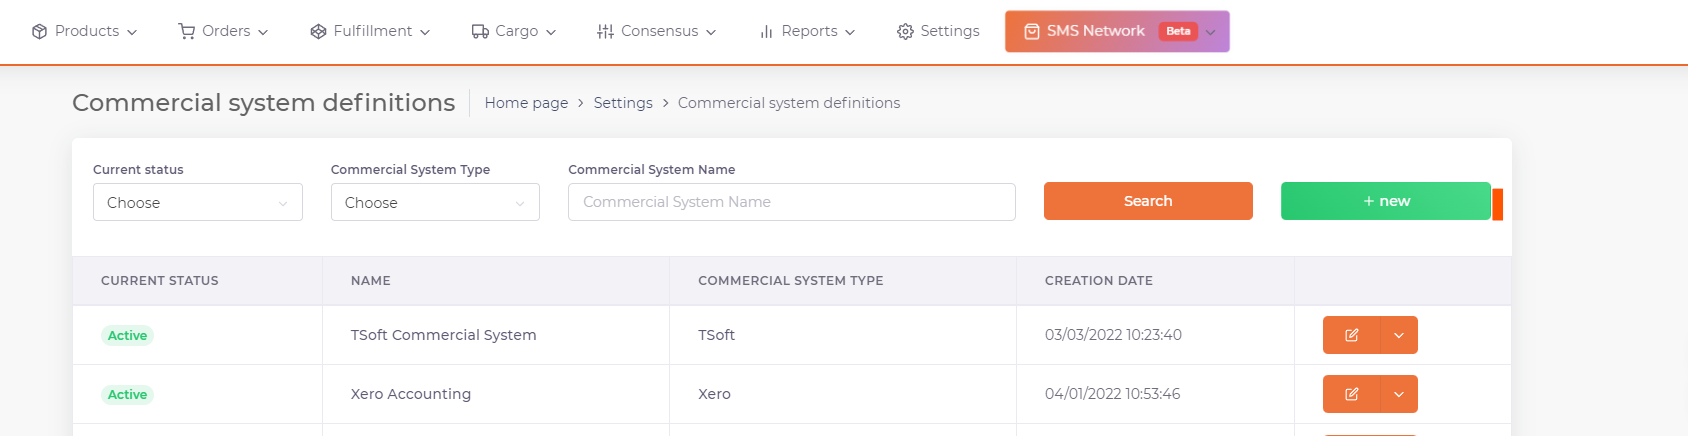 Products Orders Fulfillment Cargo Consensus Reports Settings SMS Network Beta
Commercial system definitions Home page > Settings > Commercial system definitions
Current status Commercial System Type Commercial System Name
Choose Choose Commercial System Name Search + new
CURRENT STATUS NAME COMMERCIAL SYSTEM TYPE CREATION DATE
Active TSoft Commercial System TSoft 03/03/2022 10:23:40
Active Xero Accounting Xero 04/01/2022 10:53:46